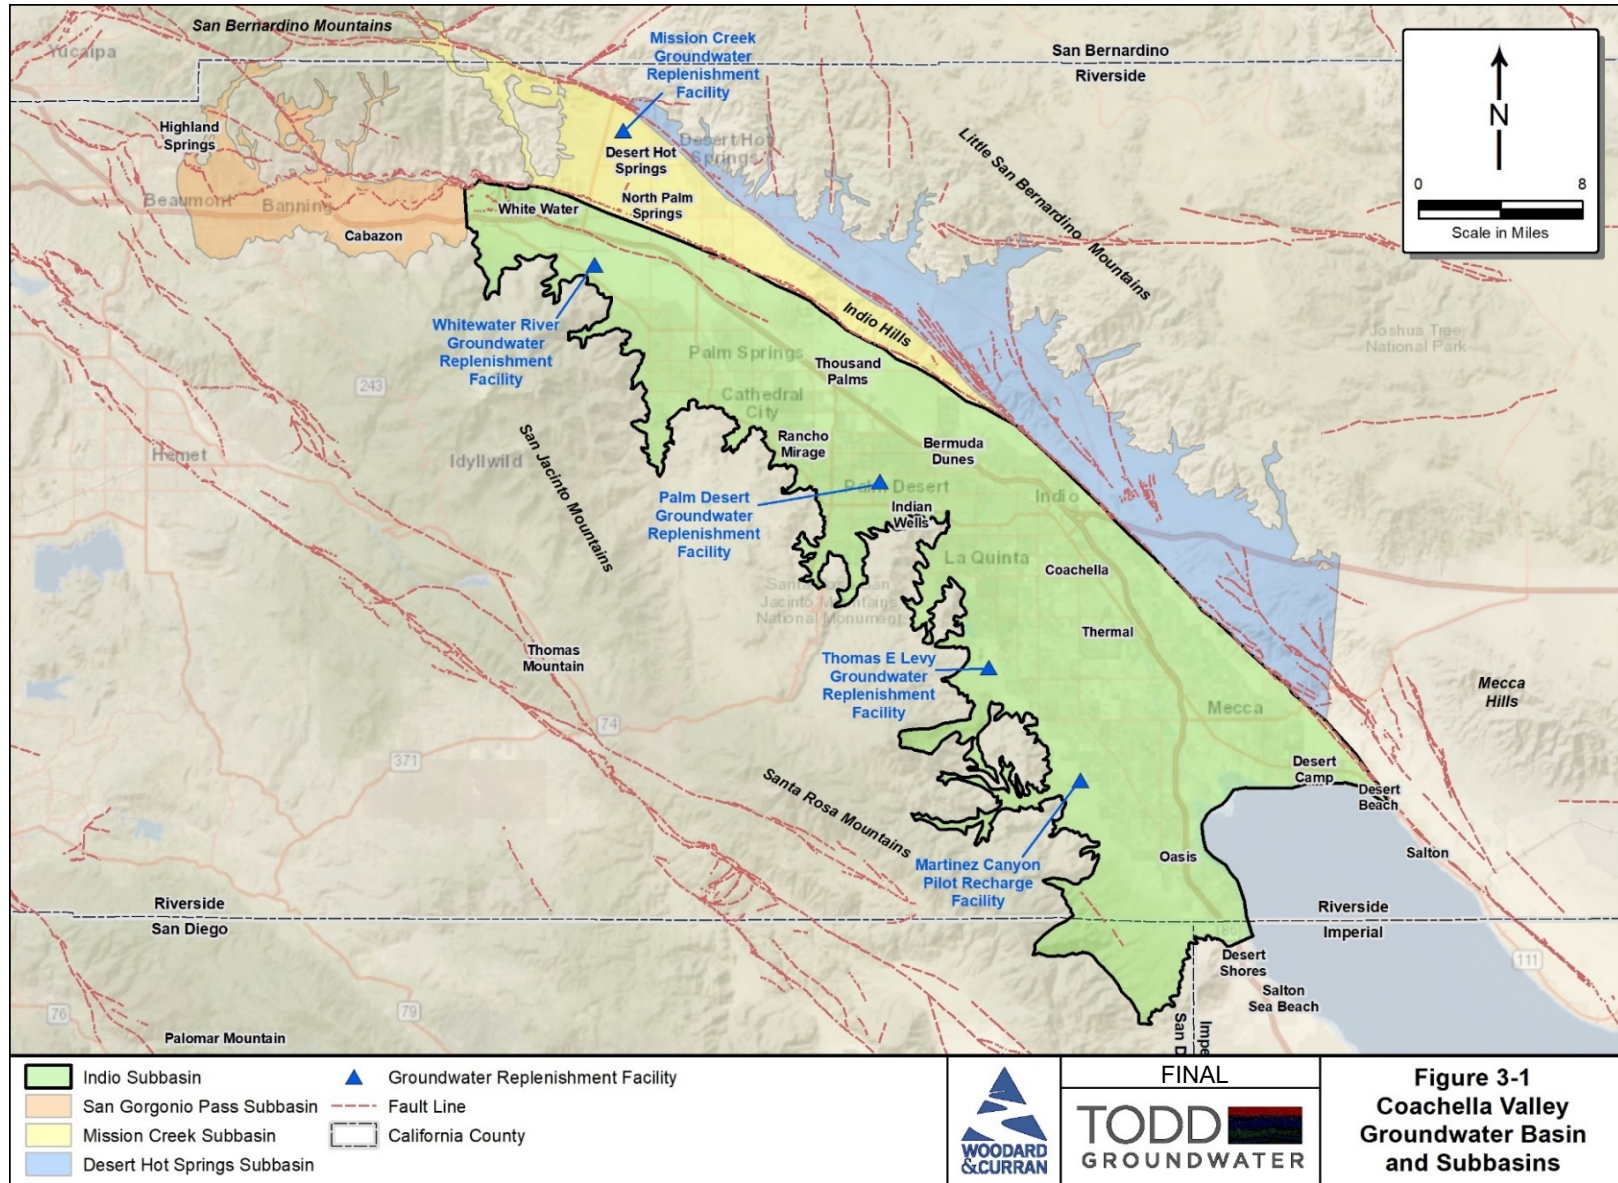 San Bernardino Mountains
Yucaipa
Mission Creek
Groundwater
Replenishment
Facility
San Bernardino
Riverside
N
0 8
Scale in Miles
Highland
Springs
Desert Hot
Springs
Desert Hot
Springs
Little San Bernardino Mountains
Beaumont
Banning
Cabazon
White Water
North Palm
Springs
Whitewater River
Groundwater
Replenishment
Facility
Indio Hills
Joshua Tree
National Park
Palm Springs
Thousand
Palms
243
Cathedral
City
San Jacinto Mountains
Rancho
Mirage
Bermuda
Dunes
Hemet
Idyllwild
Palm Desert
Groundwater
Replenishment
Facility
Palm Desert
Indian
Wells
Indio
La Quinta
Coachella
Jacinto Mountains
National Monument
Thermal
Thomas
Mountain
Thomas E Levy
Groundwater
Replenishment
Facility
Mecca
Hills
Mecca
74
371
Santa Rosa Mountains
Desert
Camp
Desert
Beach
Martinez Canyon
Pilot Recharge
Facility
Oasis
Salton
Riverside
San Diego
Riverside
Imperial
86
Desert
Shores
111
Salton
Sea Beach
76
79
Palomar Mountain
San D
Impe
Indio Subbasin
San Gorgonio Pass Subbasin
Mission Creek Subbasin
Desert Hot Springs Subbasin
Groundwater Replenishment Facility
Fault Line
California County
WOODARD
&CURRAN
FINAL
TODD
GROUNDWATER
Figure 3-1
Coachella Valley
Groundwater Basin
and Subbasins